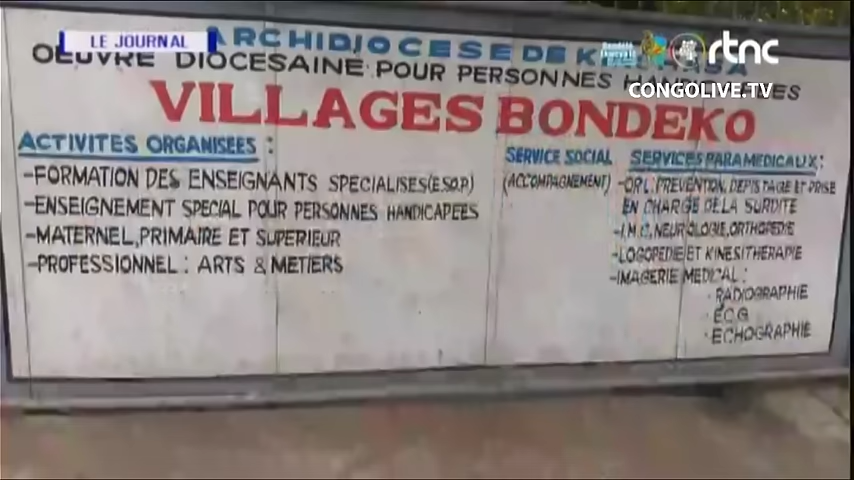 LE JOURNAL
rtnc
CONGOLIVE.TV
ARCHIDIOCESE DE
OEUVRE DIOCESAINE POUR PERSONNES
VILLAGES BONDEKO
ACTIVITES ORGANISEES :
-FORMATION DES ENSEIGNANTS SPECIALISES(E.SO.P)
-ENSEIGNEMENT SPECIAL POUR PERSONNES HANDICAPEES
-MATERNEL,PRIMAIRE ET SUPERIEUR
-PROFESSIONNEL : ARTS & METIERS
SERVICE SOCIAL
(ACCOMPAGNEMENT)
SERVICES PARAMEDICAUX :
-ORL: PREVENTION, DEPISTAGE ET PRISE
EN CHARGE DE LA SURDITE
-I.M.C, NEUROLOGIE, ORTHOPEDIE
-LOGOPEDIE ET KINESITHERAPIE
-IMAGERIE MEDICAL :
· RADIOGRAPHIE
· E.C.G
· ECHOGRAPHIE